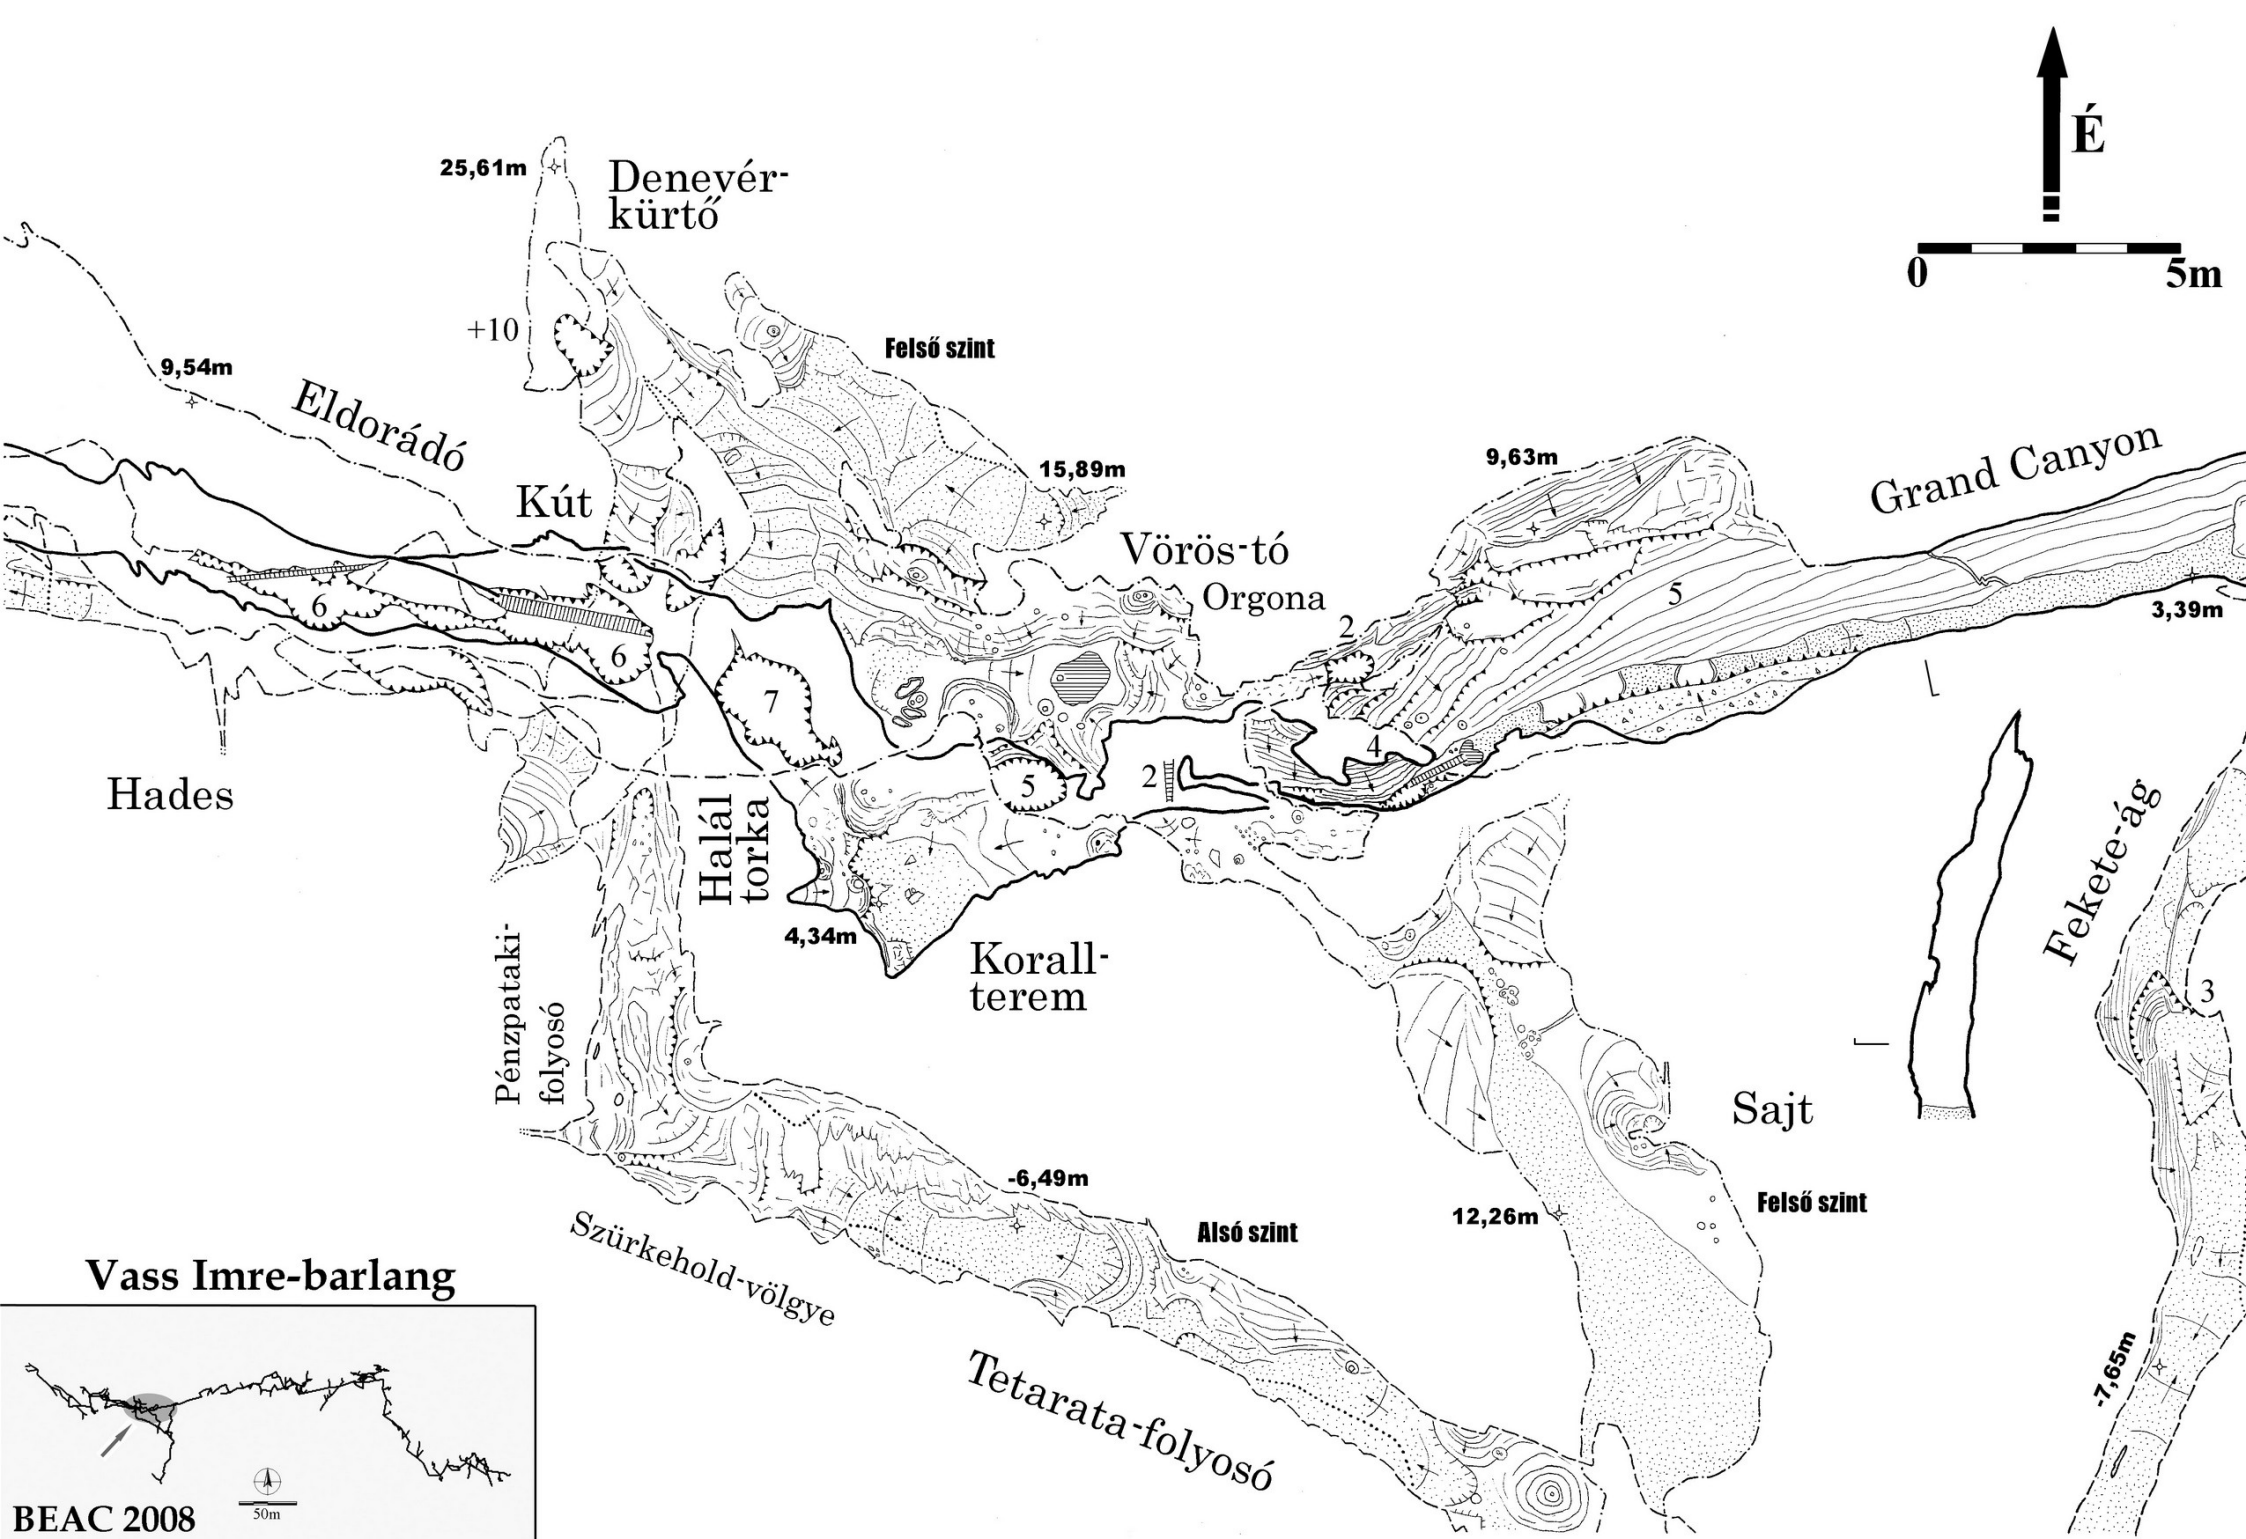 É
0 5m
25,61m
Denevér-
kürtő
+10
Felső szint
9,54m
Eldorádó
Kút
15,89m
9,63m
Grand Canyon
Vörös-tó
Orgona
2
5
3,39m
6
6
7
4
5
2
Hades
Halál
torka
4,34m
Korall-
terem
Pénzpataki-
folyosó
Fekete-ág
3
Sajt
-6,49m
12,26m
Felső szint
Alsó szint
Szürkehold-völgye
Tetarata-folyosó
-7,65m
Vass Imre-barlang
50m
BEAC 2008